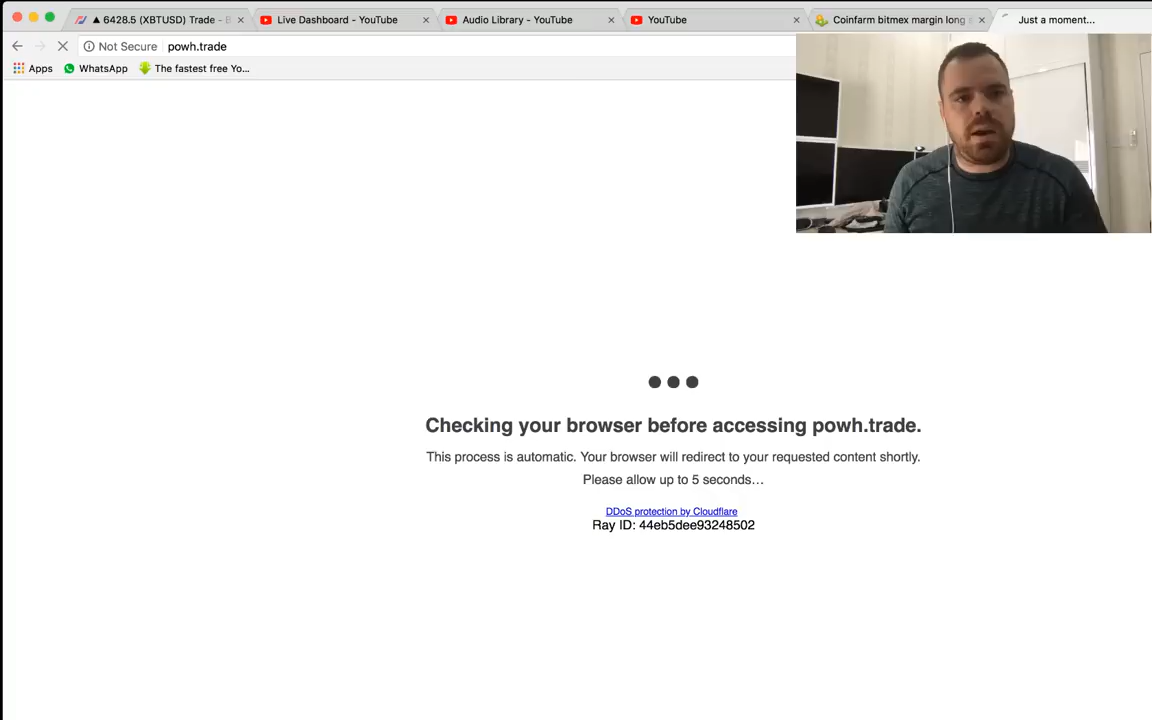 ▲ 6428.5 (XBTUSD) Trade - B
Live Dashboard - YouTube
Audio Library - YouTube
YouTube
Coinfarm bitmex margin long s
Just a moment...
Not Secure
powh.trade
Apps
WhatsApp
The fastest free Yo...
Checking your browser before accessing powh.trade.
This process is automatic. Your browser will redirect to your requested content shortly.
Please allow up to 5 seconds…
DDoS protection by Cloudflare
Ray ID: 44eb5dee93248502